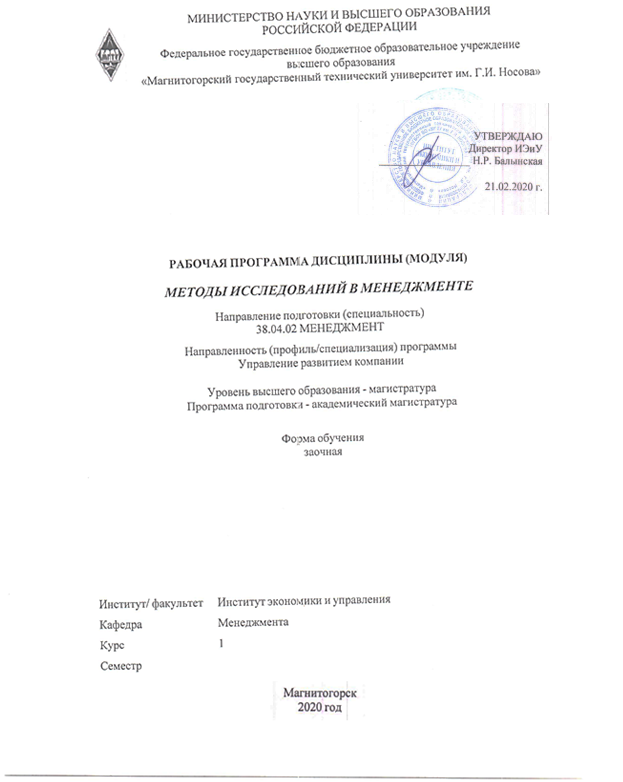 МИНИСТЕРСТВО НАУКИ И ВЫСШЕГО ОБРАЗОВАНИЯ
РОССИЙСКОЙ ФЕДЕРАЦИИ
Федеральное государственное бюджетное образовательное учреждение
высшего образования
«Магнитогорский государственный технический университет им. Г.И. Носова»
УТВЕРЖДАЮ
Директор ИЭиУ
Н.Р. Балынская
21.02.2020 г.
РАБОЧАЯ ПРОГРАММА ДИСЦИПЛИНЫ (МОДУЛЯ)
МЕТОДЫ ИССЛЕДОВАНИЙ В МЕНЕДЖМЕНТЕ
Направление подготовки (специальность)
38.04.02 МЕНЕДЖМЕНТ
Направленность (профиль/специализация) программы
Управление развитием компании
Уровень высшего образования - магистратура
Программа подготовки - академический магистратура
Форма обучения
заочная
Институт/ факультет Институт экономики и управления
Кафедра Менеджмента
Курс 1
Семестр
Магнитогорск
2020 год